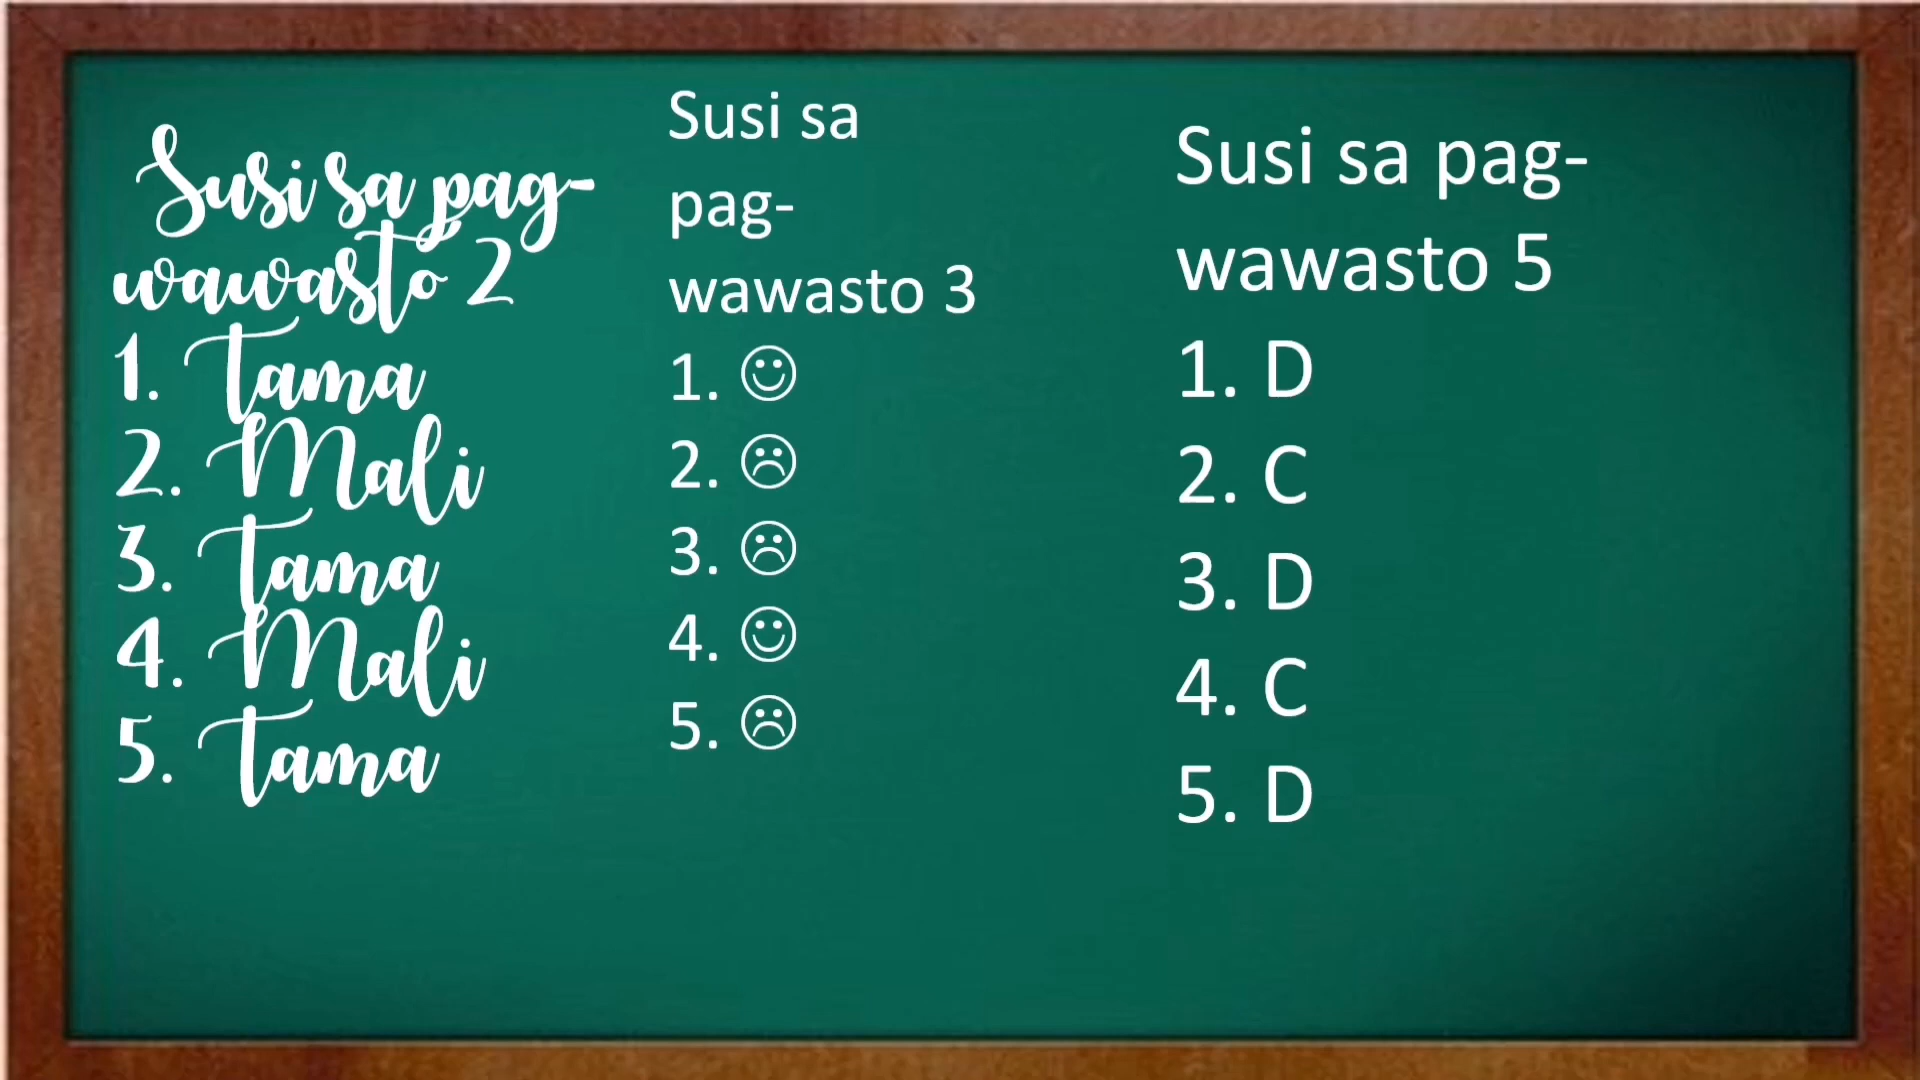 Susi sa pag-
wawasto 2
1. Tama
2. Mali
3. Tama
4. Mali
5. Tama
Susi sa
pag-
wawasto 3
1. ☺
2. ☹
3. ☹
4. ☺
5. ☹
Susi sa pag-
wawasto 5
1. D
2. C
3. D
4. C
5. D